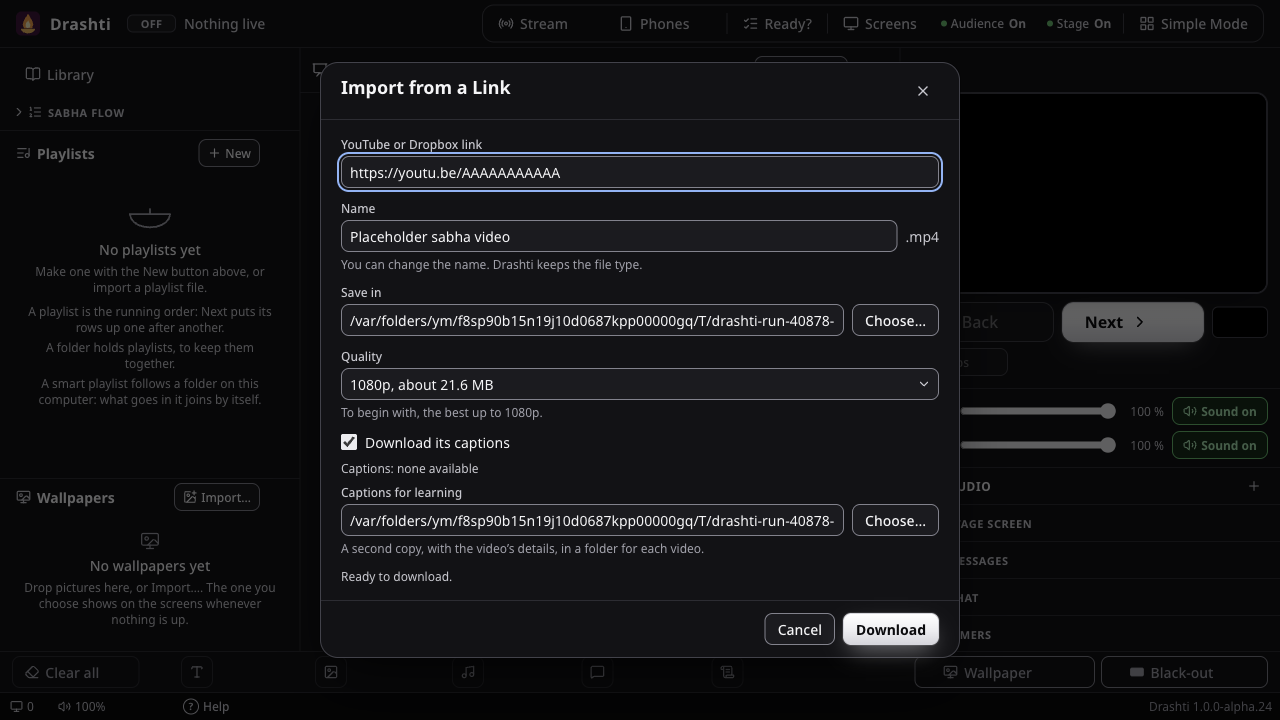 Drashti
OFF
Nothing live
Stream
Phones
Ready?
Screens
Audience On
Stage On
Simple Mode
Library
SABHA FLOW
Playlists
New
No playlists yet
Make one with the New button above, or
import a playlist file.
A playlist is the running order: Next puts its
rows up one after another.
A folder holds playlists, to keep them
together.
A smart playlist follows a folder on this
computer: what goes in it joins by itself.
Wallpapers
Import...
No wallpapers yet
Drop pictures here, or Import.... The one you
choose shows on the screens whenever
nothing is up.
Import from a Link
YouTube or Dropbox link
https://youtu.be/AAAAAAAAAAA
Name
Placeholder sabha video
.mp4
You can change the name. Drashti keeps the file type.
Save in
/var/folders/ym/f8sp90b15n19j10d0687kpp00000gq/T/drashti-run-40878-
Choose...
Quality
1080p, about 21.6 MB
To begin with, the best up to 1080p.
Download its captions
Captions: none available
Captions for learning
/var/folders/ym/f8sp90b15n19j10d0687kpp00000gq/T/drashti-run-40878-
Choose...
A second copy, with the video's details, in a folder for each video.
Ready to download.
Cancel
Download
Back
Next
100 %
Sound on
100 %
Sound on
Clear all
Wallpaper
Black-out
0
100%
Help
Drashti 1.0.0-alpha.24